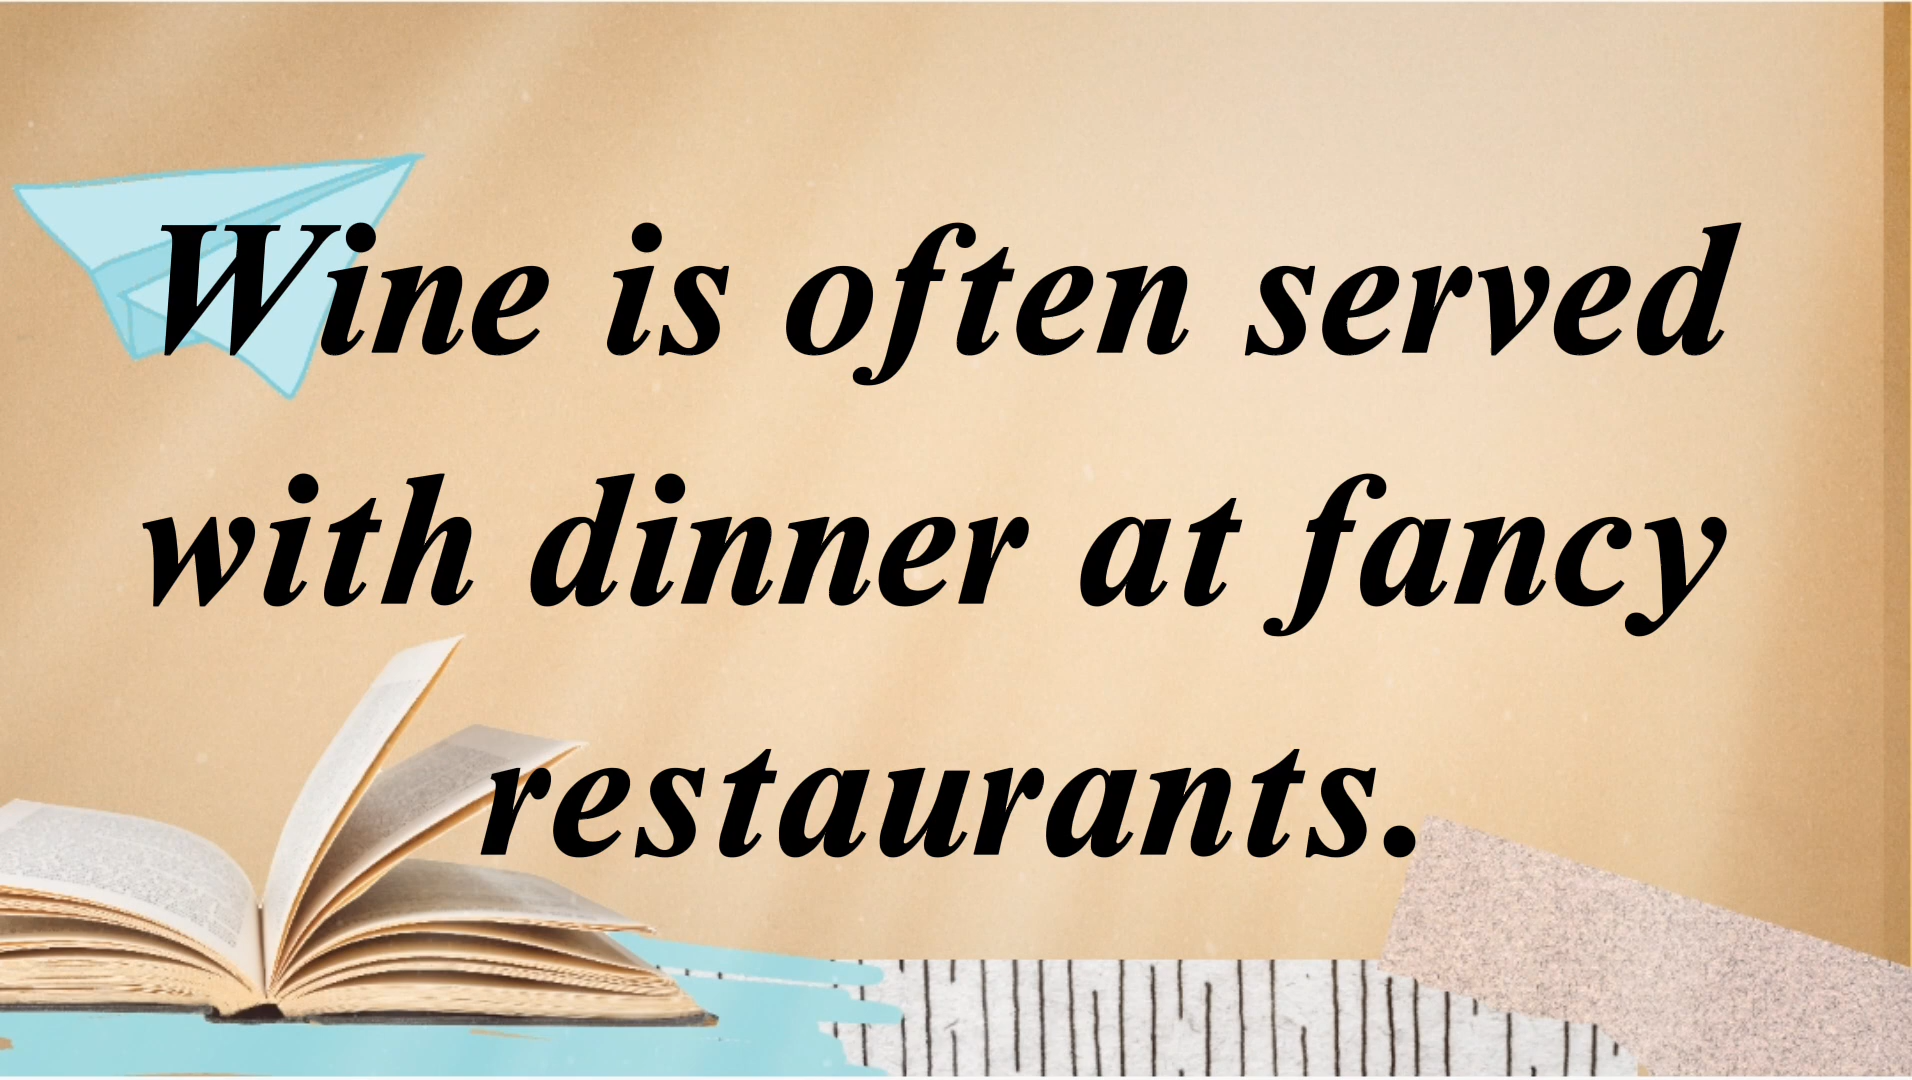 Wine is often served
with dinner at fancy
restaurants.